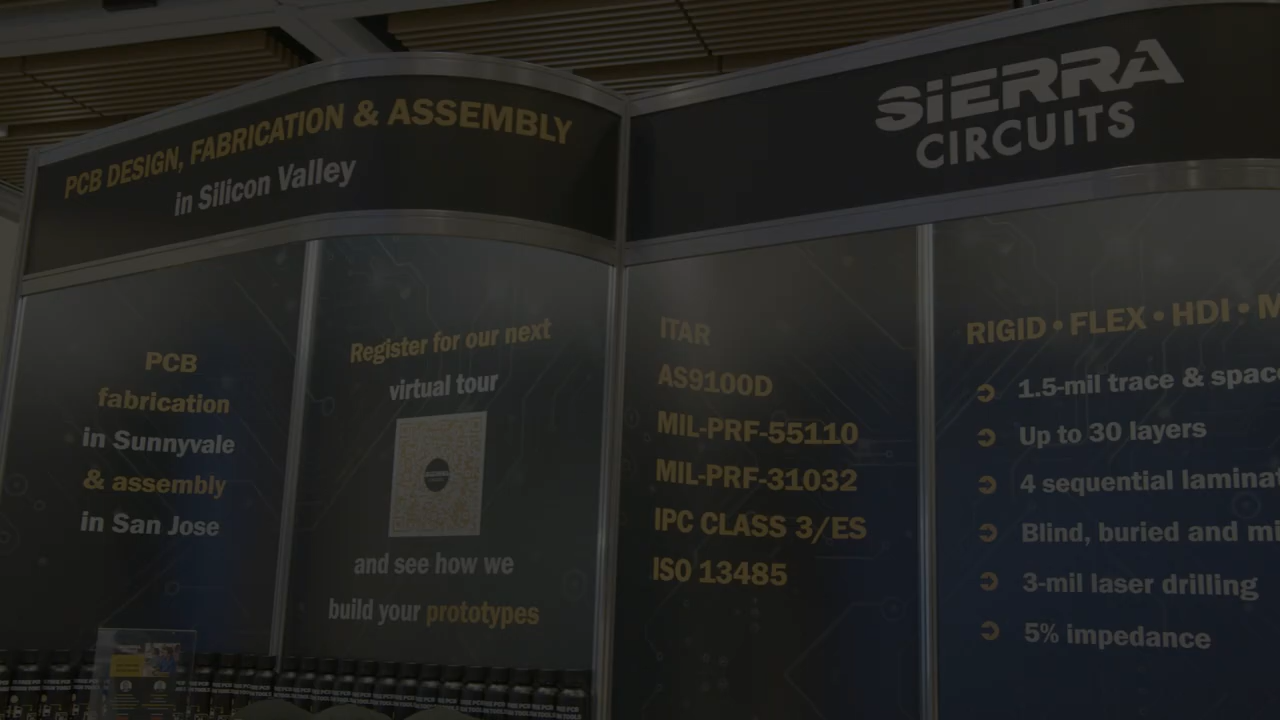 PCB DESIGN, FABRICATION & ASSEMBLY
in Silicon Valley
SiERRA
CIRCUITS
PCB
fabrication
in Sunnyvale
& assembly
in San Jose
Register for our next
virtual tour
and see how we
build your prototypes
ITAR
AS9100D
MIL-PRF-55110
MIL-PRF-31032
IPC CLASS 3/ES
ISO 13485
RIGID • FLEX • HDI • M
1.5-mil trace & space
Up to 30 layers
4 sequential laminat
Blind, buried and mi
3-mil laser drilling
5% impedance